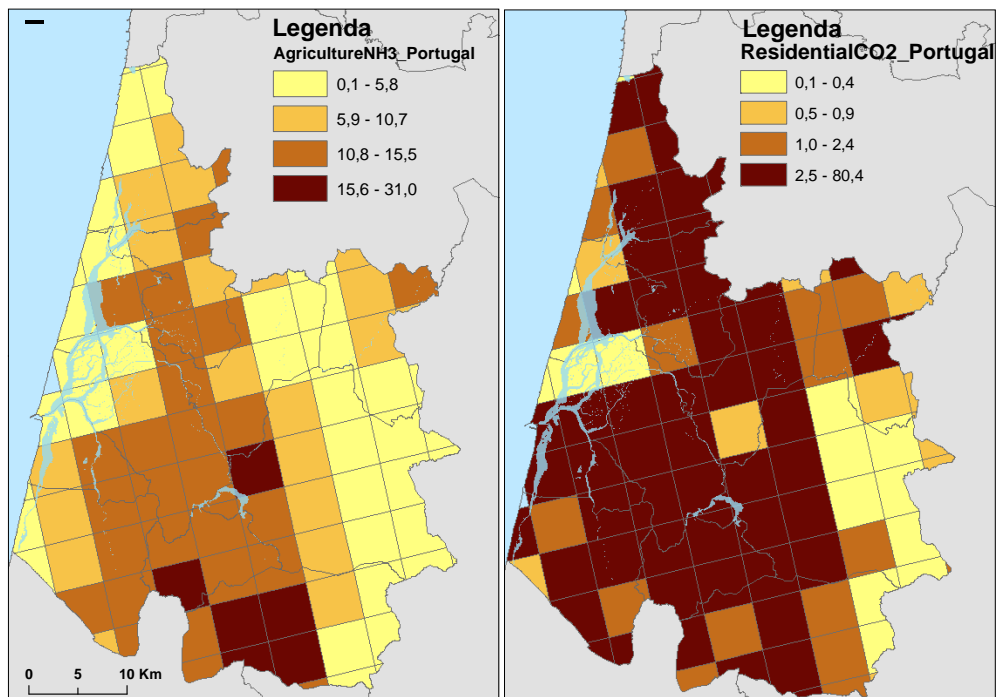 Legenda
AgricultureNH3_Portugal
0,1 - 5,8
5,9 - 10,7
10,8 - 15,5
15,6 - 31,0
0 5 10 Km
Legenda
ResidentialCO2_Portugal
0,1 - 0,4
0,5 - 0,9
1,0 - 2,4
2,5 - 80,4